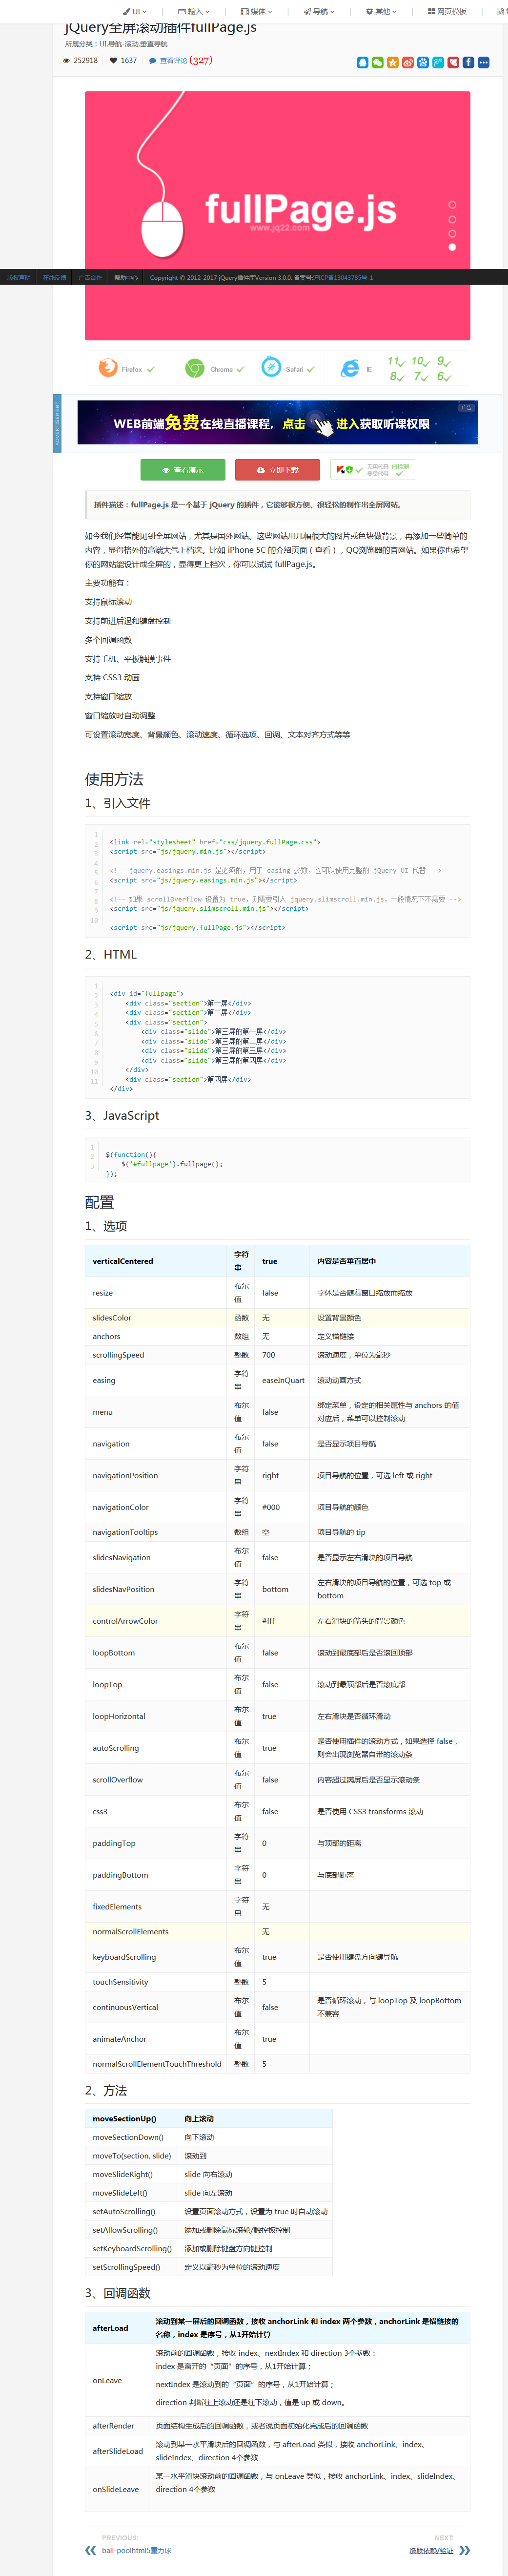 UI 输入 媒体 导航 其他 网页模板
jQuery全屏滚动插件fullPage.js
所属分类：UI,导航-滚动,垂直导航
252918 1637 查看评论 (327)
fullPage.js
www.jq22.com
版权声明 在线反馈 广告合作 帮助中心 Copyright © 2012-2017 jQuery插件库Version 3.0.0. 备案号:沪ICP备13043785号-1
Firefox Chrome Safari IE 11 10 9 8 7 6
ADVERTISEMENT
广告
WEB前端免费在线直播课程，点击 进入获取听课权限
查看演示 立即下载 无毒代码 已检测
插件描述：fullPage.js 是一个基于 jQuery 的插件，它能够很方便、很轻松的制作出全屏网站。
如今我们经常能见到全屏网站，尤其是国外网站。这些网站用几幅很大的图片或色块做背景，再添加一些简单的
内容，显得格外的高端大气上档次。比如 iPhone 5C 的介绍页面（查看），QQ浏览器的官网站。如果你也希望
你的网站能设计成全屏的，显得更上档次，你可以试试 fullPage.js。
主要功能有：
支持鼠标滚动
支持前进后退和键盘控制
多个回调函数
支持手机、平板触摸事件
支持 CSS3 动画
支持窗口缩放
窗口缩放时自动调整
可设置滚动宽度、背景颜色、滚动速度、循环选项、回调、文本对齐方式等等
使用方法
1、引入文件
1
2 <link rel="stylesheet" href="css/jquery.fullPage.css">
3 <script src="js/jquery.min.js"></script>
4
5 <!-- jquery.easings.min.js 是必须的，用于 easing 参数，也可以使用完整的 jQuery UI 代替 -->
6 <script src="js/jquery.easings.min.js"></script>
7
8 <!-- 如果 scrollOverflow 设置为 true，则需要引入 jquery.slimscroll.min.js，一般情况下不需要 -->
9 <script src="js/jquery.slimscroll.min.js"></script>
10
<script src="js/jquery.fullPage.js"></script>
2、HTML
1
2 <div id="fullpage">
3 <div class="section">第一屏</div>
4 <div class="section">第二屏</div>
5 <div class="section">
6 <div class="slide">第三屏的第一屏</div>
7 <div class="slide">第三屏的第二屏</div>
8 <div class="slide">第三屏的第三屏</div>
9 <div class="slide">第三屏的第四屏</div>
10 </div>
11 <div class="section">第四屏</div>
</div>
3、JavaScript
1
2 $(function(){
3 $('#fullpage').fullpage();
});
配置
1、选项
verticalCentered 字符串 true 内容是否垂直居中
resize 布尔值 false 字体是否随着窗口缩放而缩放
slidesColor 函数 无 设置背景颜色
anchors 数组 无 定义锚链接
scrollingSpeed 整数 700 滚动速度，单位为毫秒
easing 字符串 easeInQuart 滚动动画方式
menu 布尔值 false 绑定菜单，设定的相关属性与 anchors 的值对应后，菜单可以控制滚动
navigation 布尔值 false 是否显示项目导航
navigationPosition 字符串 right 项目导航的位置，可选 left 或 right
navigationColor 字符串 #000 项目导航的颜色
navigationTooltips 数组 空 项目导航的 tip
slidesNavigation 布尔值 false 是否显示左右滑块的项目导航
slidesNavPosition 字符串 bottom 左右滑块的项目导航的位置，可选 top 或 bottom
controlArrowColor 字符串 #fff 左右滑块的箭头的背景颜色
loopBottom 布尔值 false 滚动到最底部后是否滚回顶部
loopTop 布尔值 false 滚动到最顶部后是否滚底部
loopHorizontal 布尔值 true 左右滑块是否循环滑动
autoScrolling 布尔值 true 是否使用插件的滚动方式，如果选择 false，则会出现浏览器自带的滚动条
scrollOverflow 布尔值 false 内容超过满屏后是否显示滚动条
css3 布尔值 false 是否使用 CSS3 transforms 滚动
paddingTop 字符串 0 与顶部的距离
paddingBottom 字符串 0 与底部距离
fixedElements 字符串 无
normalScrollElements 无
keyboardScrolling 布尔值 true 是否使用键盘方向键导航
touchSensitivity 整数 5
continuousVertical 布尔值 false 是否循环滚动，与 loopTop 及 loopBottom 不兼容
animateAnchor 布尔值 true
normalScrollElementTouchThreshold 整数 5
2、方法
moveSectionUp() 向上滚动
moveSectionDown() 向下滚动
moveTo(section, slide) 滚动到
moveSlideRight() slide 向右滚动
moveSlideLeft() slide 向左滚动
setAutoScrolling() 设置页面滚动方式，设置为 true 时自动滚动
setAllowScrolling() 添加或删除鼠标滚轮/触控板控制
setKeyboardScrolling() 添加或删除键盘方向键控制
setScrollingSpeed() 定义以毫秒为单位的滚动速度
3、回调函数
afterLoad 滚动到某一屏后的回调函数，接收 anchorLink 和 index 两个参数，anchorLink 是锚链接的名称，index 是序号，从1开始计算
onLeave 滚动前的回调函数，接收 index、nextIndex 和 direction 3个参数：
index 是离开的“页面”的序号，从1开始计算；
nextIndex 是滚动到的“页面”的序号，从1开始计算；
direction 判断往上滚动还是往下滚动，值是 up 或 down。
afterRender 页面结构生成后的回调函数，或者说页面初始化完成后的回调函数
afterSlideLoad 滚动到某一水平滑块后的回调函数，与 afterLoad 类似，接收 anchorLink、index、slideIndex、direction 4个参数
onSlideLeave 某一水平滑块滚动前的回调函数，与 onLeave 类似，接收 anchorLink、index、slideIndex、direction 4个参数
PREVIOUS: NEXT:
ball-poolhtml5重力球 级联依赖/验证